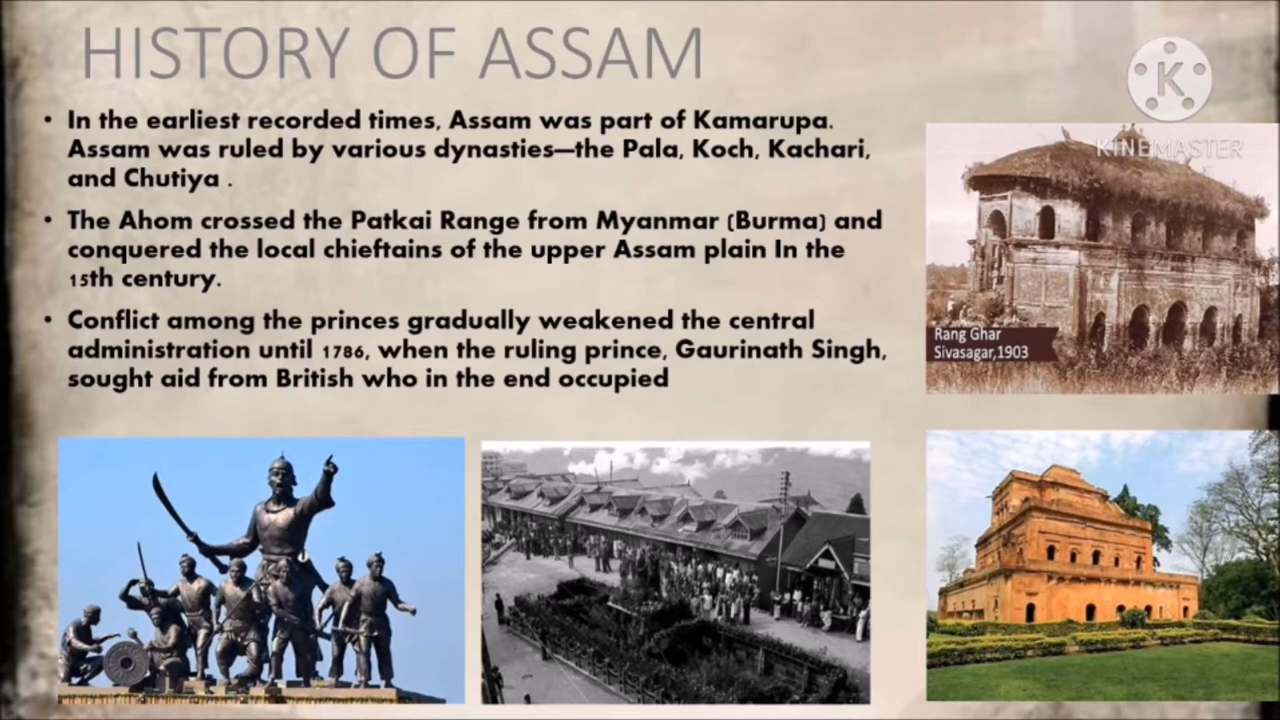 HISTORY OF ASSAM
• In the earliest recorded times, Assam was part of Kamarupa.
Assam was ruled by various dynasties—the Pala, Koch, Kachari,
and Chutiya .
• The Ahom crossed the Patkai Range from Myanmar (Burma) and
conquered the local chieftains of the upper Assam plain In the
15th century.
• Conflict among the princes gradually weakened the central
administration until 1786, when the ruling prince, Gaurinath Singh,
sought aid from British who in the end occupied
K
KINEMASTER
Rang Ghar
Sivasagar,1903